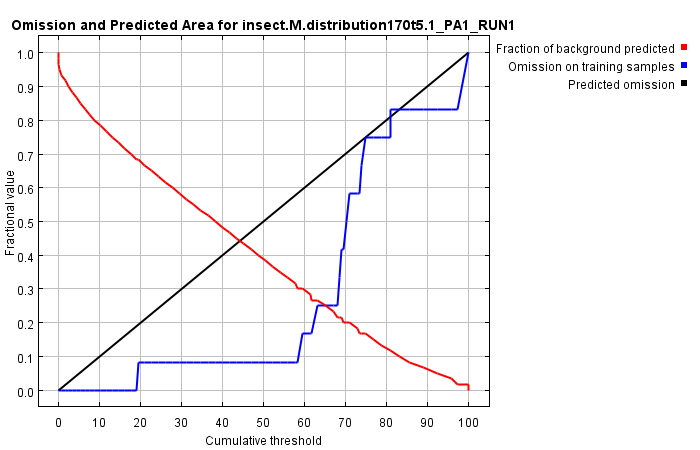 Omission and Predicted Area for insect.M.distribution170t5.1_PA1_RUN1
Fraction of background predicted
Omission on training samples
Predicted omission
Fractional value
1.0
0.9
0.8
0.7
0.6
0.5
0.4
0.3
0.2
0.1
0.0
0 10 20 30 40 50 60 70 80 90 100
Cumulative threshold